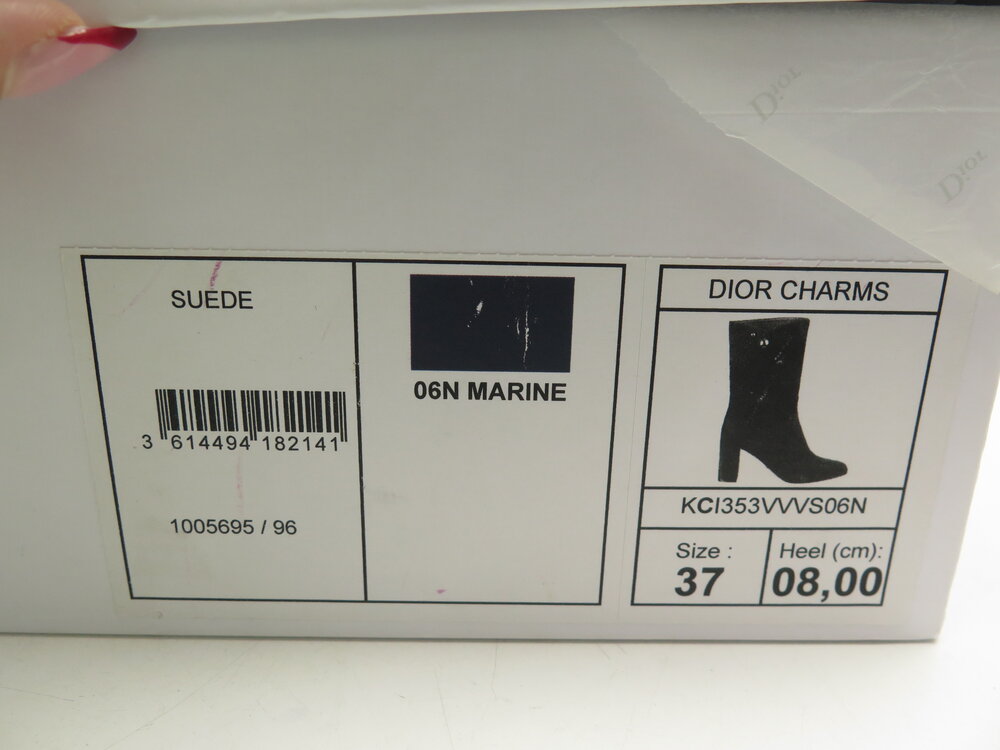 Dior
Dior
SUEDE
3 614494 182141
1005695 / 96
06N MARINE
DIOR CHARMS
KCI353VVVS06N
Size :
37
Heel (cm):
08,00